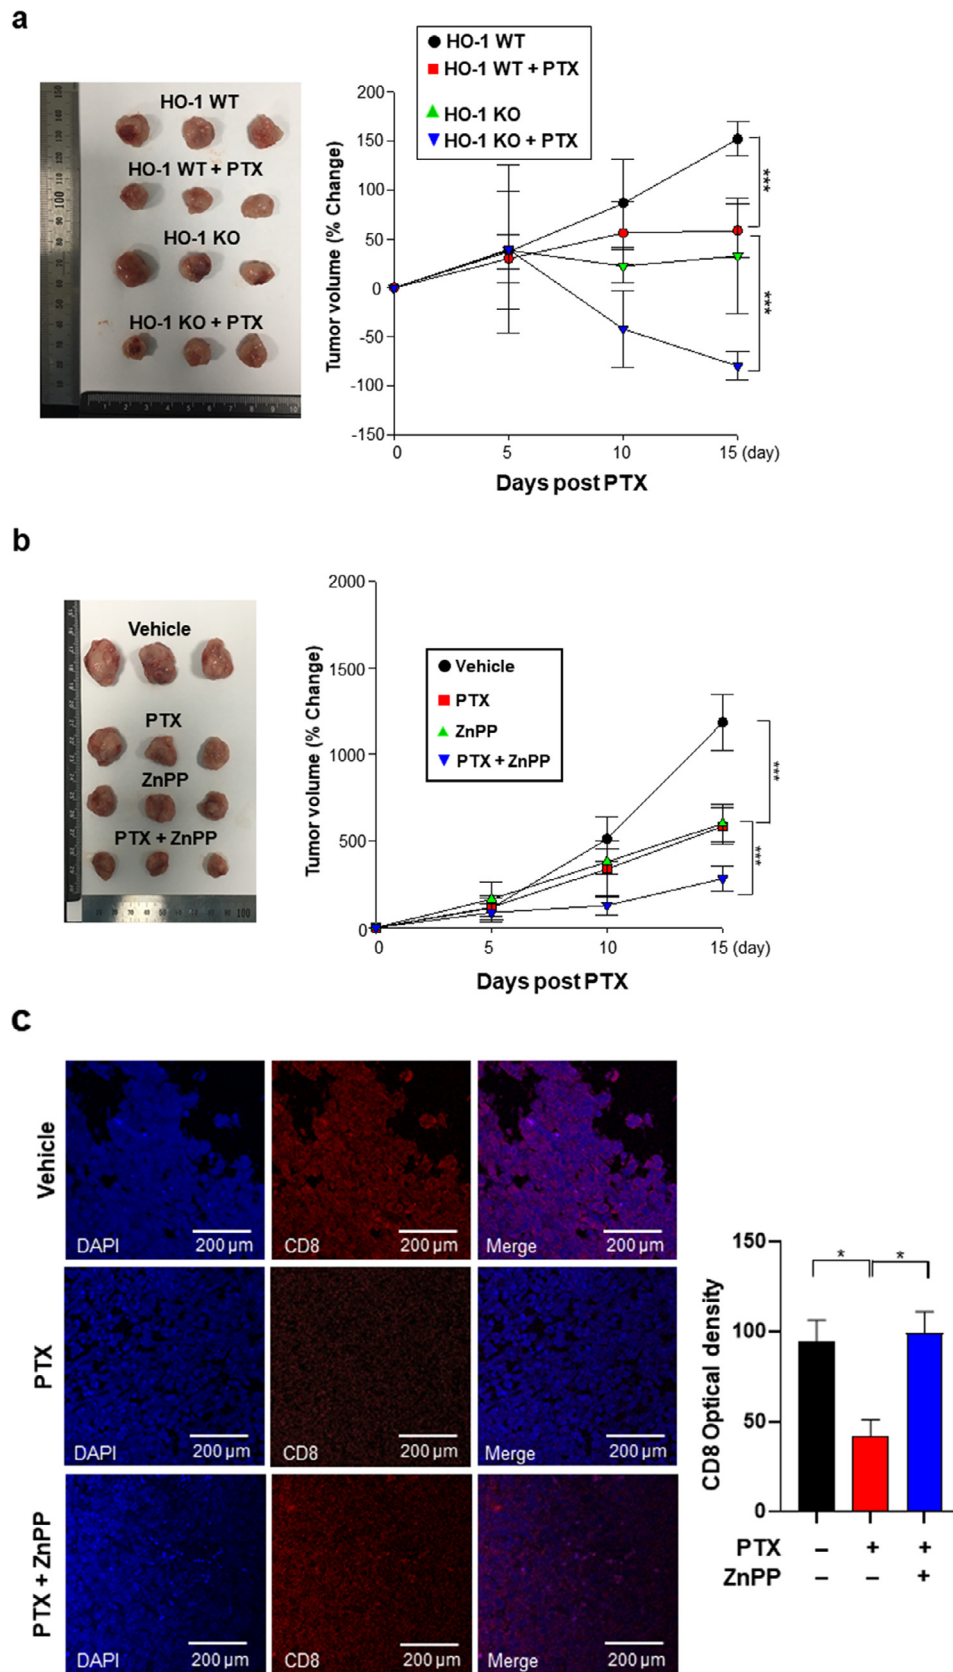 a
HO-1 WT
HO-1 WT + PTX
HO-1 KO
HO-1 KO + PTX
HO-1 WT
HO-1 WT + PTX
HO-1 KO
HO-1 KO + PTX
Tumor volume (% Change)
200
150
100
50
0
-50
-100
-150
0 5 10 15 (day)
Days post PTX
***
***
b
Vehicle
PTX
ZnPP
PTX + ZnPP
100
Vehicle
PTX
ZnPP
PTX + ZnPP
Tumor volume (% Change)
2000
1500
1000
500
0
0 5 10 15 (day)
Days post PTX
***
***
c
Vehicle
DAPI 200 µm
CD8 200 µm
Merge 200 µm
PTX
DAPI 200 µm
CD8 200 µm
Merge 200 µm
PTX + ZnPP
DAPI 200 µm
CD8 200 µm
Merge 200 µm
CD8 Optical density
150
100
50
0
* *
PTX – + +
ZnPP – – +